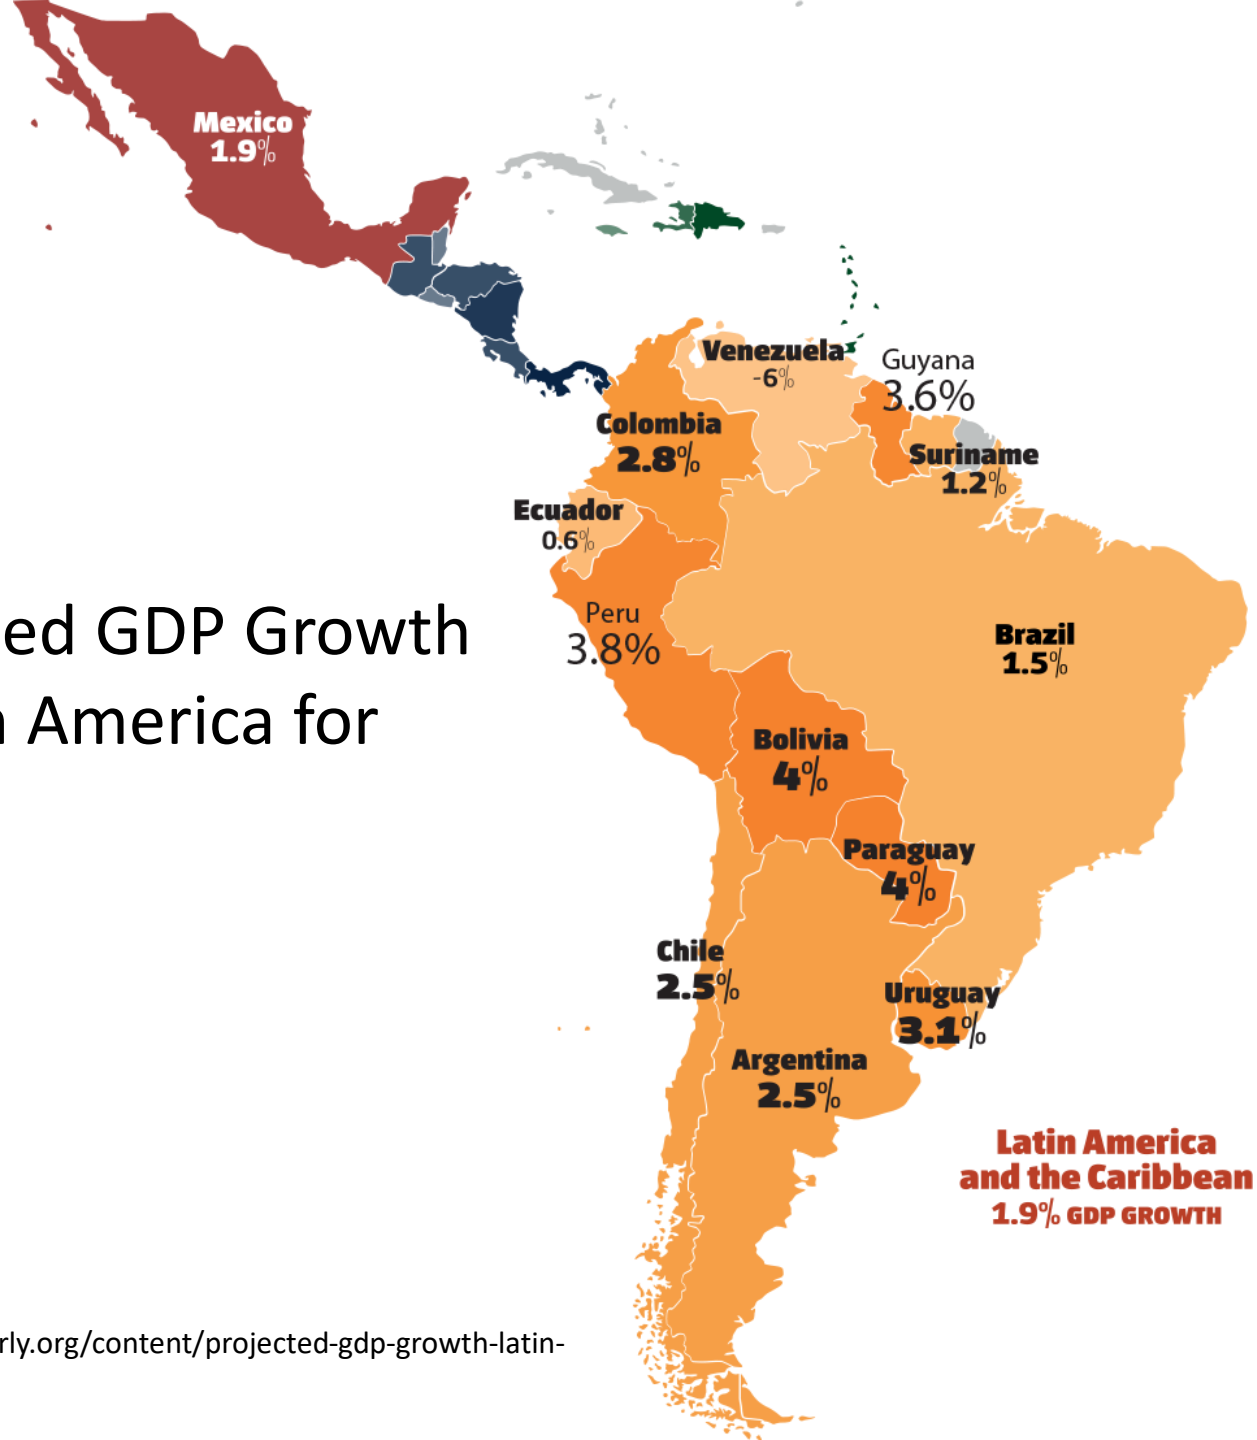 Mexico
1.9%
Venezuela
-6%
Guyana
3.6%
Colombia
2.8%
Suriname
1.2%
Ecuador
0.6%
ed GDP Growth
Peru
3.8%
Brazil
1.5%
America for
Bolivia
4%
Paraguay
4%
Chile
2.5%
Uruguay
3.1%
Argentina
2.5%
Latin America
and the Caribbean
1.9% GDP GROWTH
rly.org/content/projected-gdp-growth-latin-